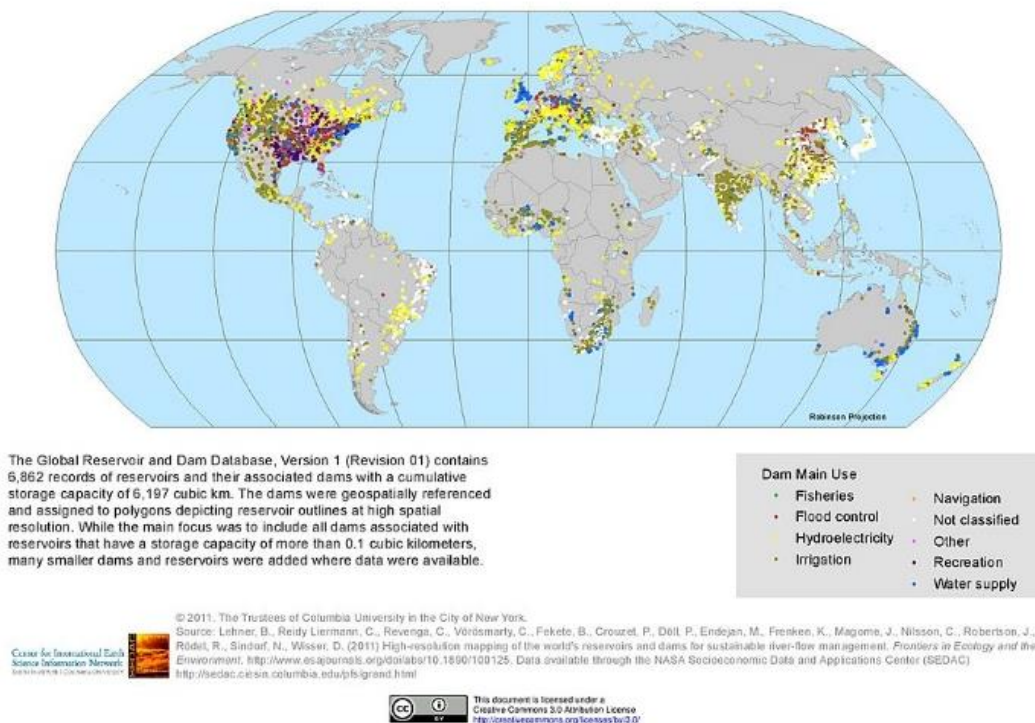 Robinson Projection
The Global Reservoir and Dam Database, Version 1 (Revision 01) contains
6,862 records of reservoirs and their associated dams with a cumulative
storage capacity of 6,197 cubic km. The dams were geospatially referenced
and assigned to polygons depicting reservoir outlines at high spatial
resolution. While the main focus was to include all dams associated with
reservoirs that have a storage capacity of more than 0.1 cubic kilometers,
many smaller dams and reservoirs were added where data were available.
Dam Main Use
Fisheries
Flood control
Hydroelectricity
Irrigation
Navigation
Not classified
Other
Recreation
Water supply
© 2011. The Trustees of Columbia University in the City of New York.
Source: Lehner, B., Reidy Liermann, C., Revenga, C., Vörösmarty, C., Fekete, B., Crouzet, P., Döll, P., Endejan, M., Frenken, K., Magome, J., Nilsson, C., Robertson, J.,
Rödel, R., Sindorf, N., Wisser, D. (2011) High-resolution mapping of the world's reservoirs and dams for sustainable river-flow management. Frontiers in Ecology and the
Environment. http://www.esajournals.org/doi/abs/10.1890/100125. Data available through the NASA Socioeconomic Data and Applications Center (SEDAC)
http://sedac.ciesin.columbia.edu/pfs/grand.html
Center for International Earth
Science Information Network
This document is licensed under a
Creative Commons 3.0 Attribution License
http://creativecommons.org/licenses/by/3.0/
cc
BY